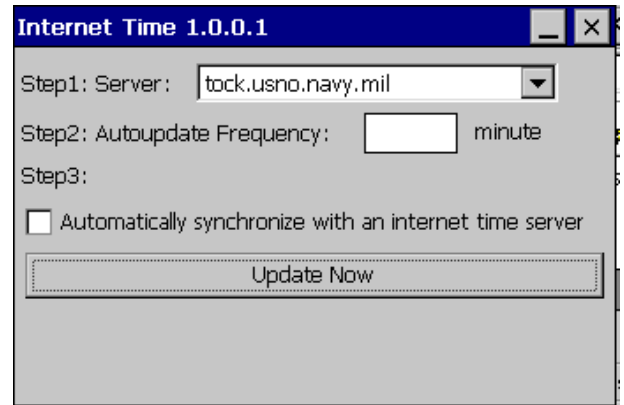 Internet Time 1.0.0.1
Step1: Server: tock.usno.navy.mil
Step2: Autoupdate Frequency: minute
Step3:
Automatically synchronize with an internet time server
Update Now